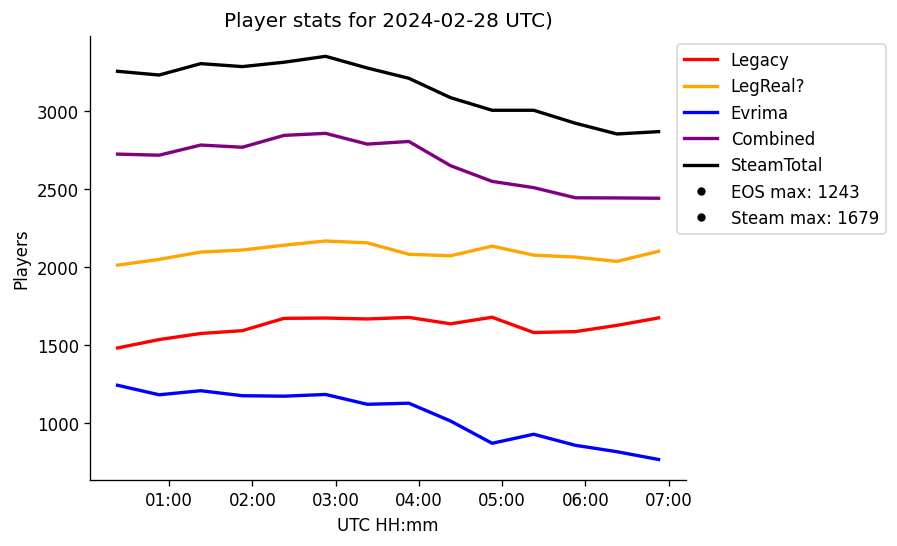 Player stats for 2024-02-28 UTC)
Legacy
LegReal?
Evrima
Combined
SteamTotal
EOS max: 1243
Steam max: 1679
Players
3000
2500
2000
1500
1000
01:00 02:00 03:00 04:00 05:00 06:00 07:00
UTC HH:mm